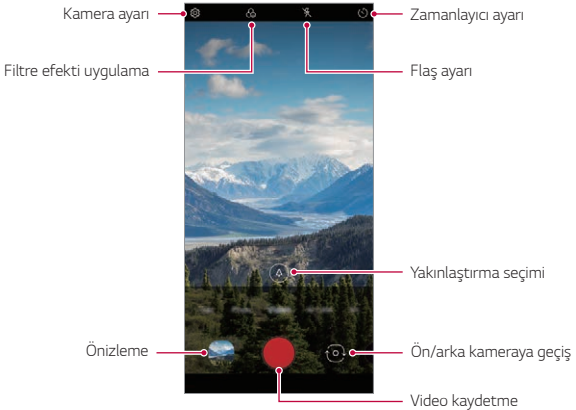 Kamera ayarı
Zamanlayıcı ayarı
Filtre efekti uygulama
Flaş ayarı
Yakınlaştırma seçimi
Önizleme
Ön/arka kameraya geçiş
Video kaydetme